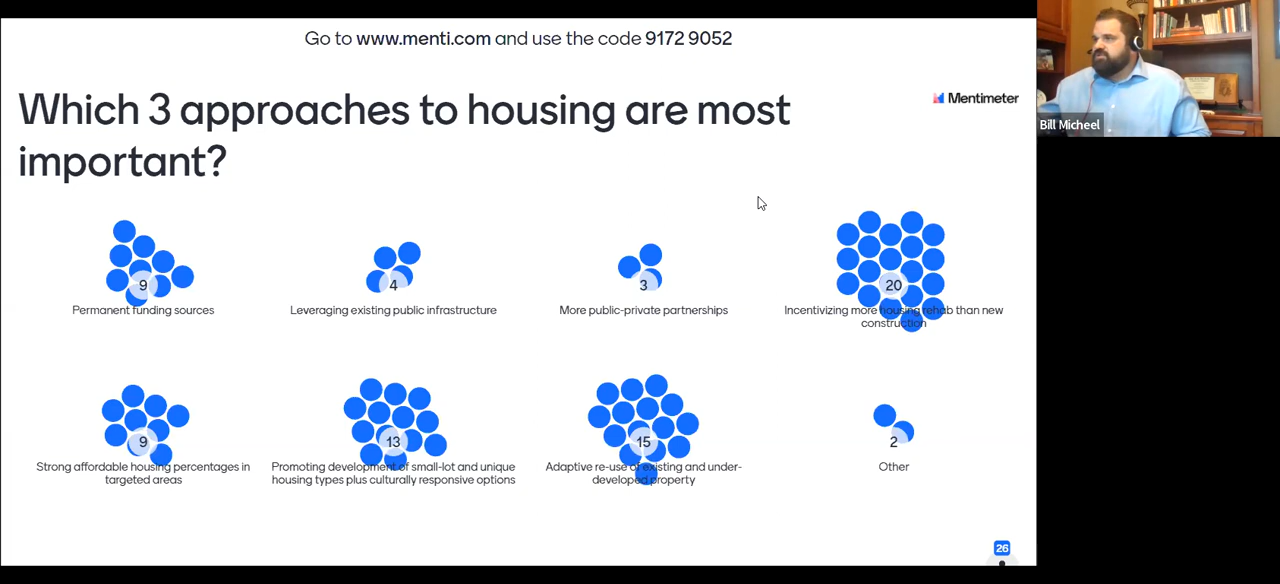 Go to www.menti.com and use the code 9172 9052
Which 3 approaches to housing are most
important?
Mentimeter
Bill Micheel
9
Permanent funding sources
4
Leveraging existing public infrastructure
3
More public-private partnerships
20
Incentivizing more housing rehab than new
construction
9
Strong affordable housing percentages in
targeted areas
13
Promoting development of small-lot and unique
housing types plus culturally responsive options
15
Adaptive re-use of existing and under-
developed property
2
Other
26